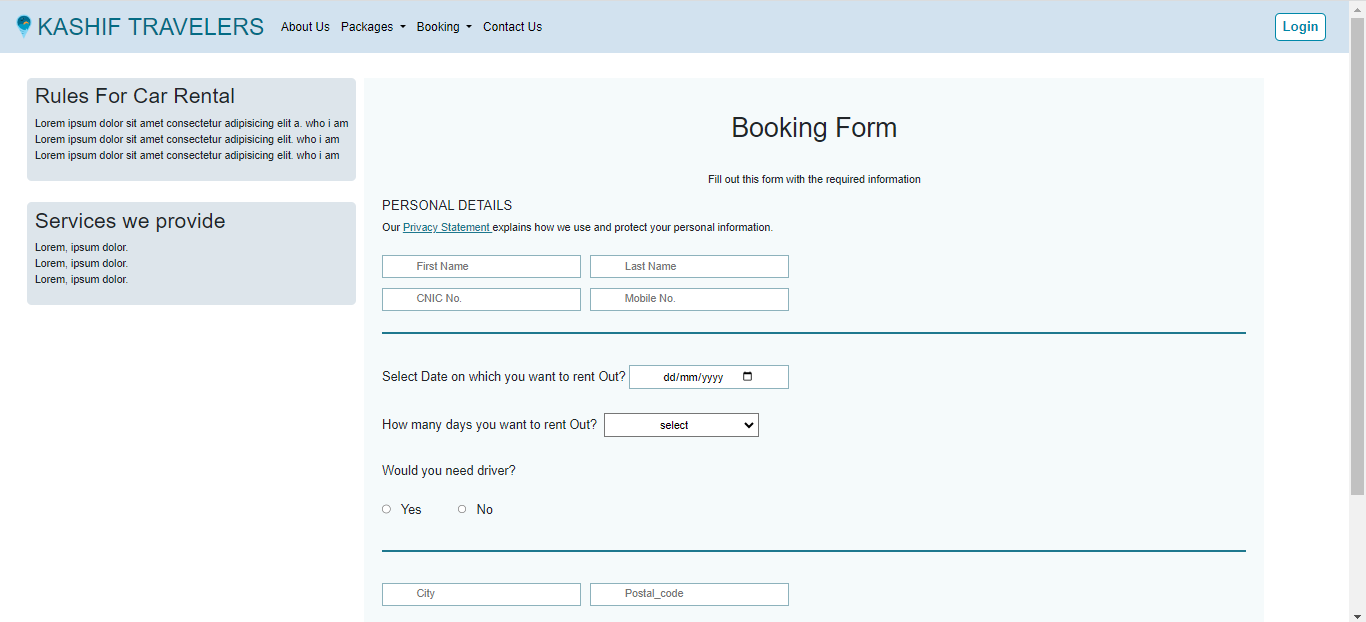 KASHIF TRAVELERS About Us Packages Booking Contact Us Login
Rules For Car Rental
Lorem ipsum dolor sit amet consectetur adipisicing elit a. who i am
Lorem ipsum dolor sit amet consectetur adipisicing elit. who i am
Lorem ipsum dolor sit amet consectetur adipisicing elit. who i am
Services we provide
Lorem, ipsum dolor.
Lorem, ipsum dolor.
Lorem, ipsum dolor.
Booking Form
Fill out this form with the required information
PERSONAL DETAILS
Our Privacy Statement explains how we use and protect your personal information.
First Name Last Name
CNIC No. Mobile No.
Select Date on which you want to rent Out? dd/mm/yyyy
How many days you want to rent Out? select
Would you need driver?
Yes No
City Postal_code